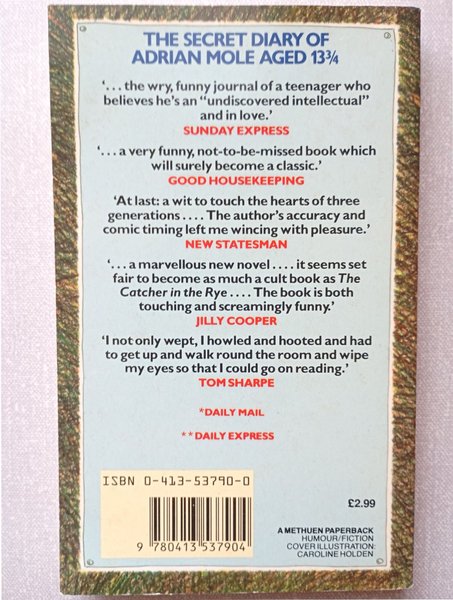 THE SECRET DIARY OF
ADRIAN MOLE AGED 13¾
‘. . . the wry, funny journal of a teenager who
believes he’s an “undiscovered intellectual”
and in love.’
SUNDAY EXPRESS
‘. . . a very funny, not-to-be-missed book which
will surely become a classic.’
GOOD HOUSEKEEPING
‘At last: a wit to touch the hearts of three
generations . . . . The author’s accuracy and
comic timing left me wincing with pleasure.’
NEW STATESMAN
‘. . . a marvellous new novel . . . . it seems set
fair to become as much a cult book as The
Catcher in the Rye . . . . The book is both
touching and screamingly funny.’
JILLY COOPER
‘I not only wept, I howled and hooted and had
to get up and walk round the room and wipe
my eyes so that I could go on reading.’
TOM SHARPE
*DAILY MAIL
**DAILY EXPRESS
ISBN 0-413-53790-0
9 780413 537904
£2.99
A METHUEN PAPERBACK
HUMOUR/FICTION
COVER ILLUSTRATION:
CAROLINE HOLDEN